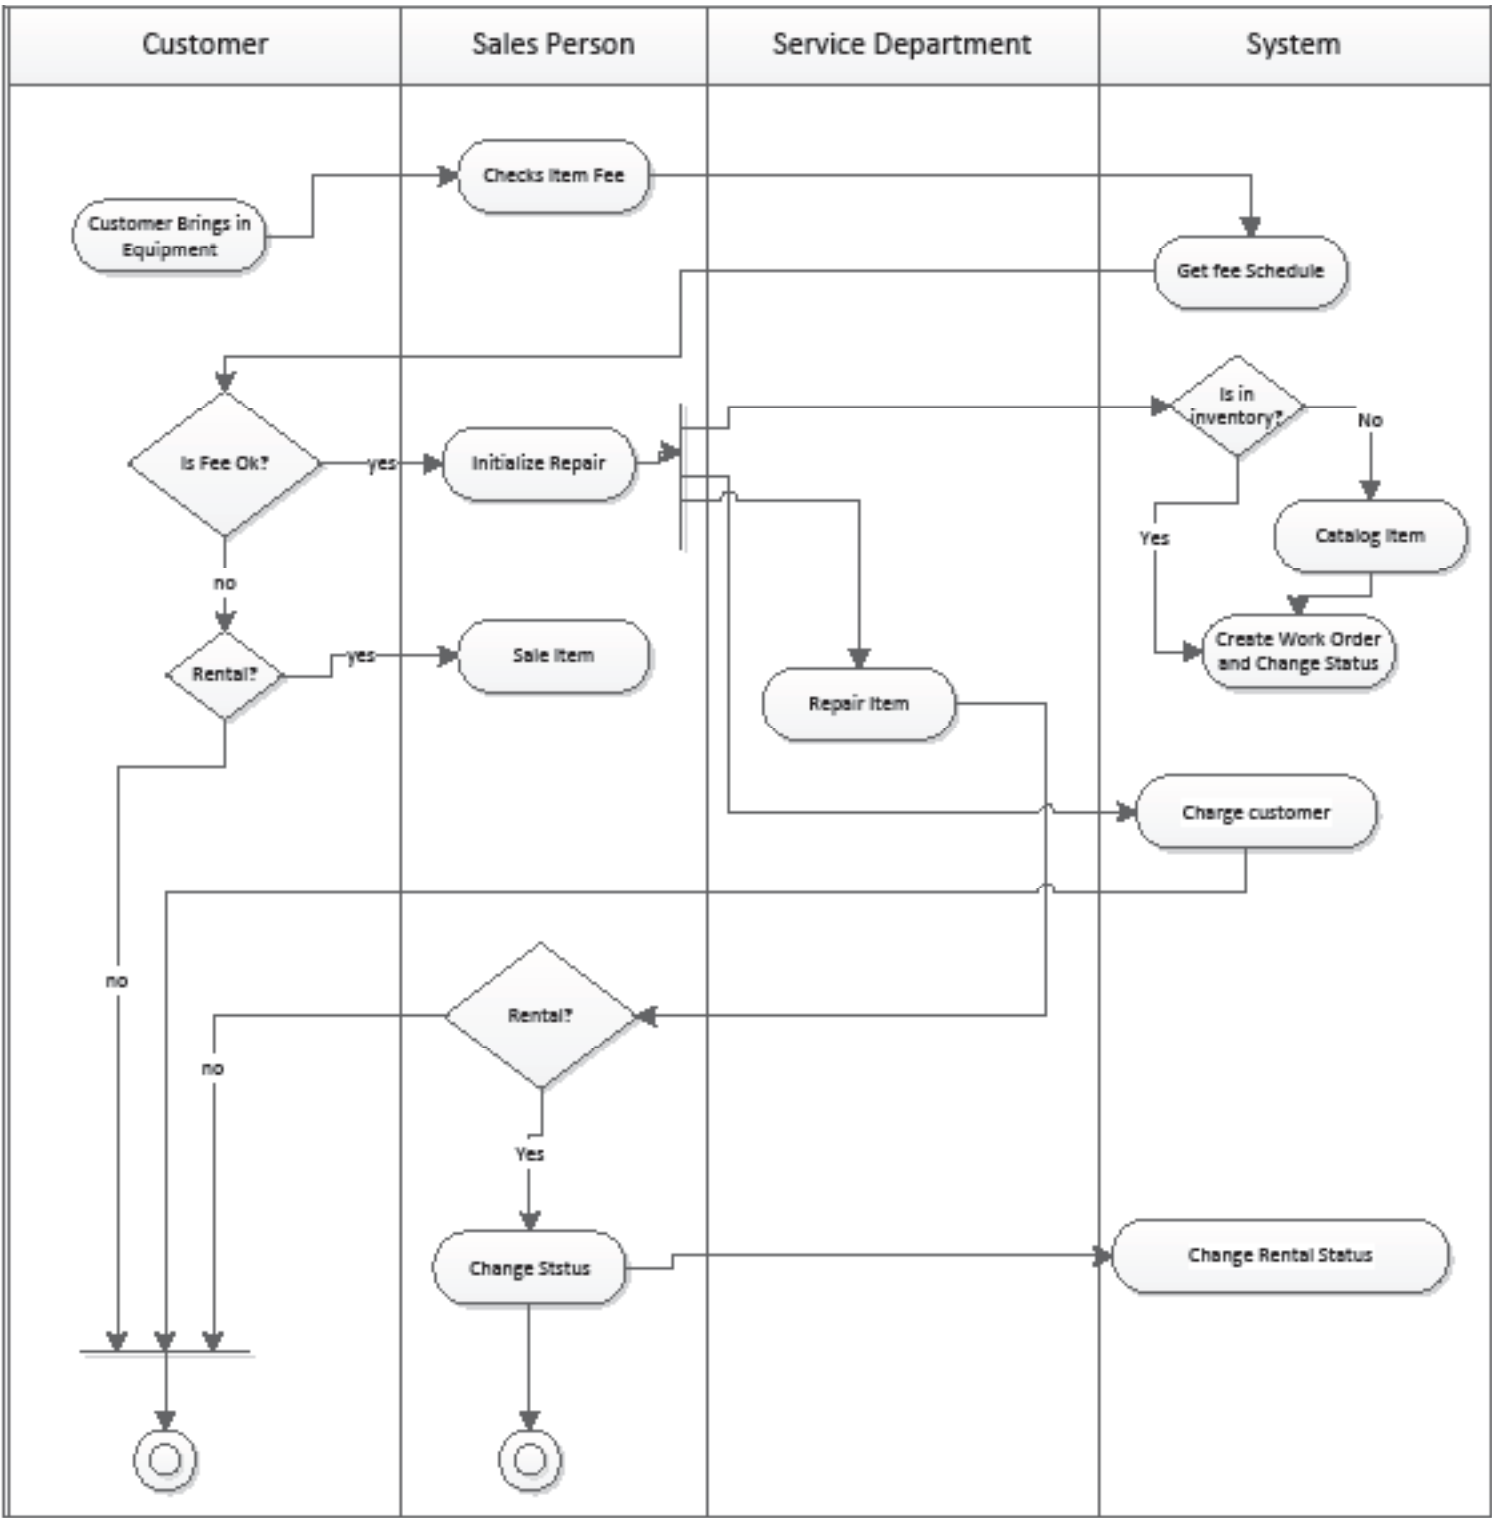 Customer
Sales Person
Service Department
System
Checks Item Fee
Customer Brings in
Equipment
Get fee Schedule
Is Fee Ok?
yes
Initialize Repair
Is in
inventory?
No
Yes
Catalog Item
no
Rental?
yes
Sale Item
Create Work Order
and Change Status
Repair Item
Charge customer
no
Rental?
no
Yes
Change Ststus
Change Rental Status